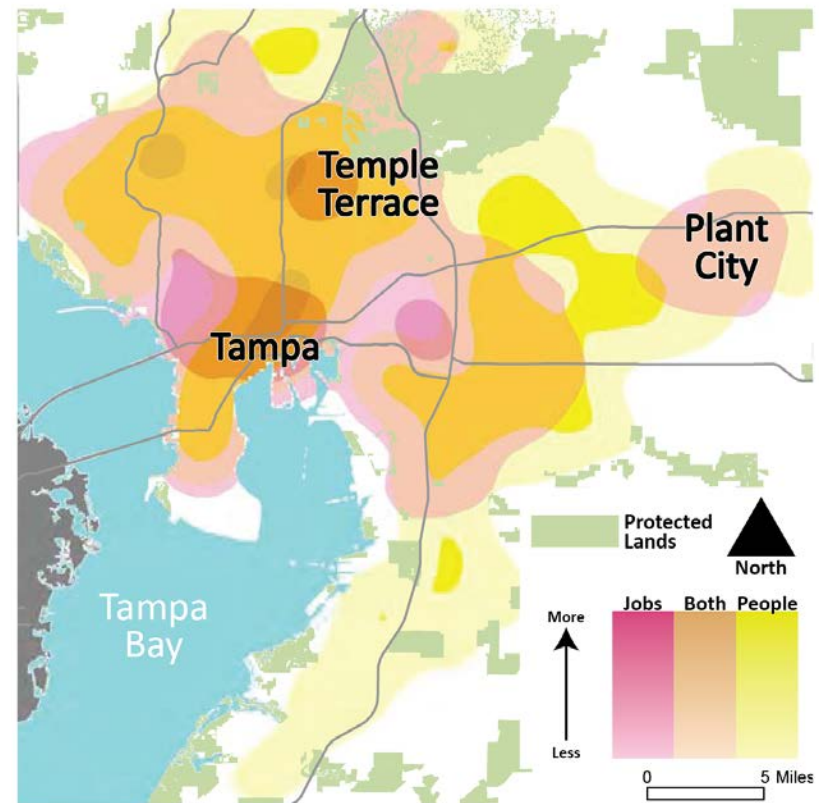 Temple
Terrace
Plant
City
Tampa
Protected
Lands
North
Tampa
Bay
Jobs Both People
More
Less
0 5 Miles